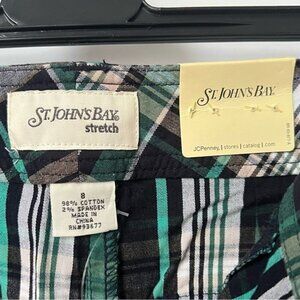 ST. JOHN'S BAY
stretch
8
98% COTTON
2% SPANDEX
MADE IN
CHINA
RN#93677
ST. JOHN'S BAY
JCPenney | stores | catalog | com